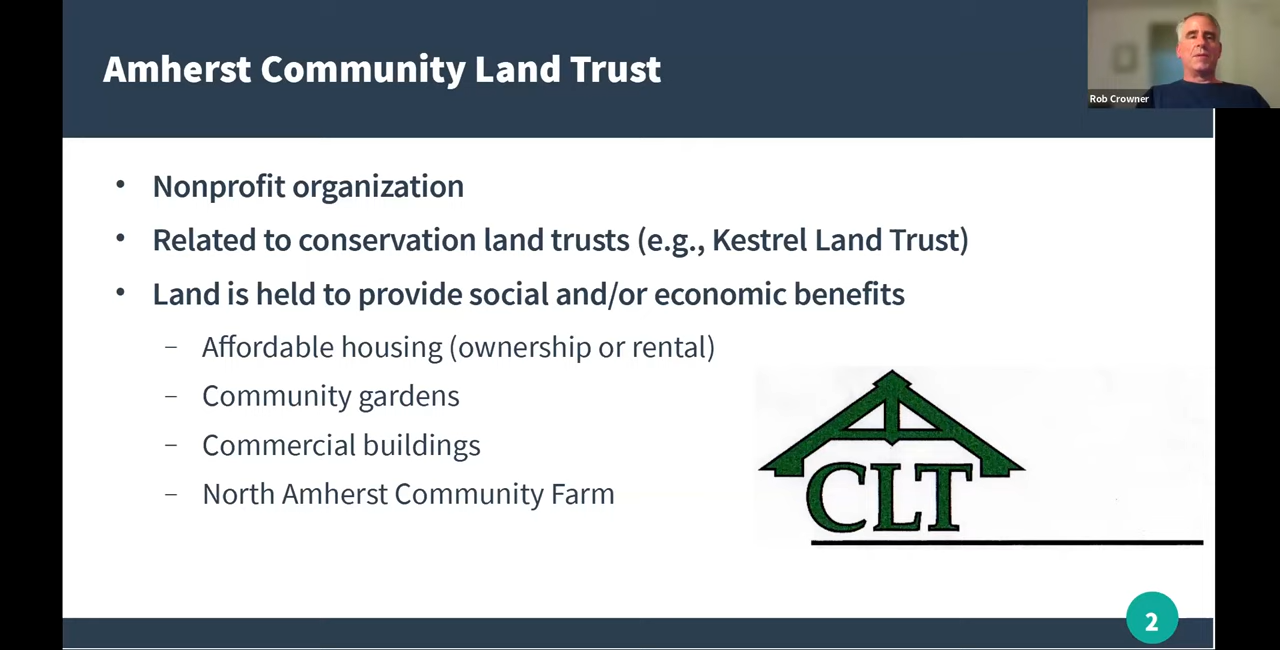 Amherst Community Land Trust
Rob Crowner
• Nonprofit organization
• Related to conservation land trusts (e.g., Kestrel Land Trust)
• Land is held to provide social and/or economic benefits
– Affordable housing (ownership or rental)
– Community gardens
– Commercial buildings
– North Amherst Community Farm
CLT
2